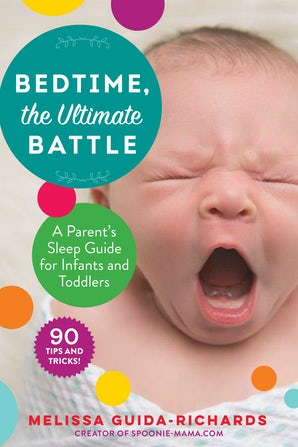 BEDTIME,
the Ultimate
BATTLE
A Parent's
Sleep Guide
for Infants and
Toddlers
90
TIPS AND
TRICKS!
MELISSA GUIDA-RICHARDS
CREATOR OF SPOONIE-MAMA.COM